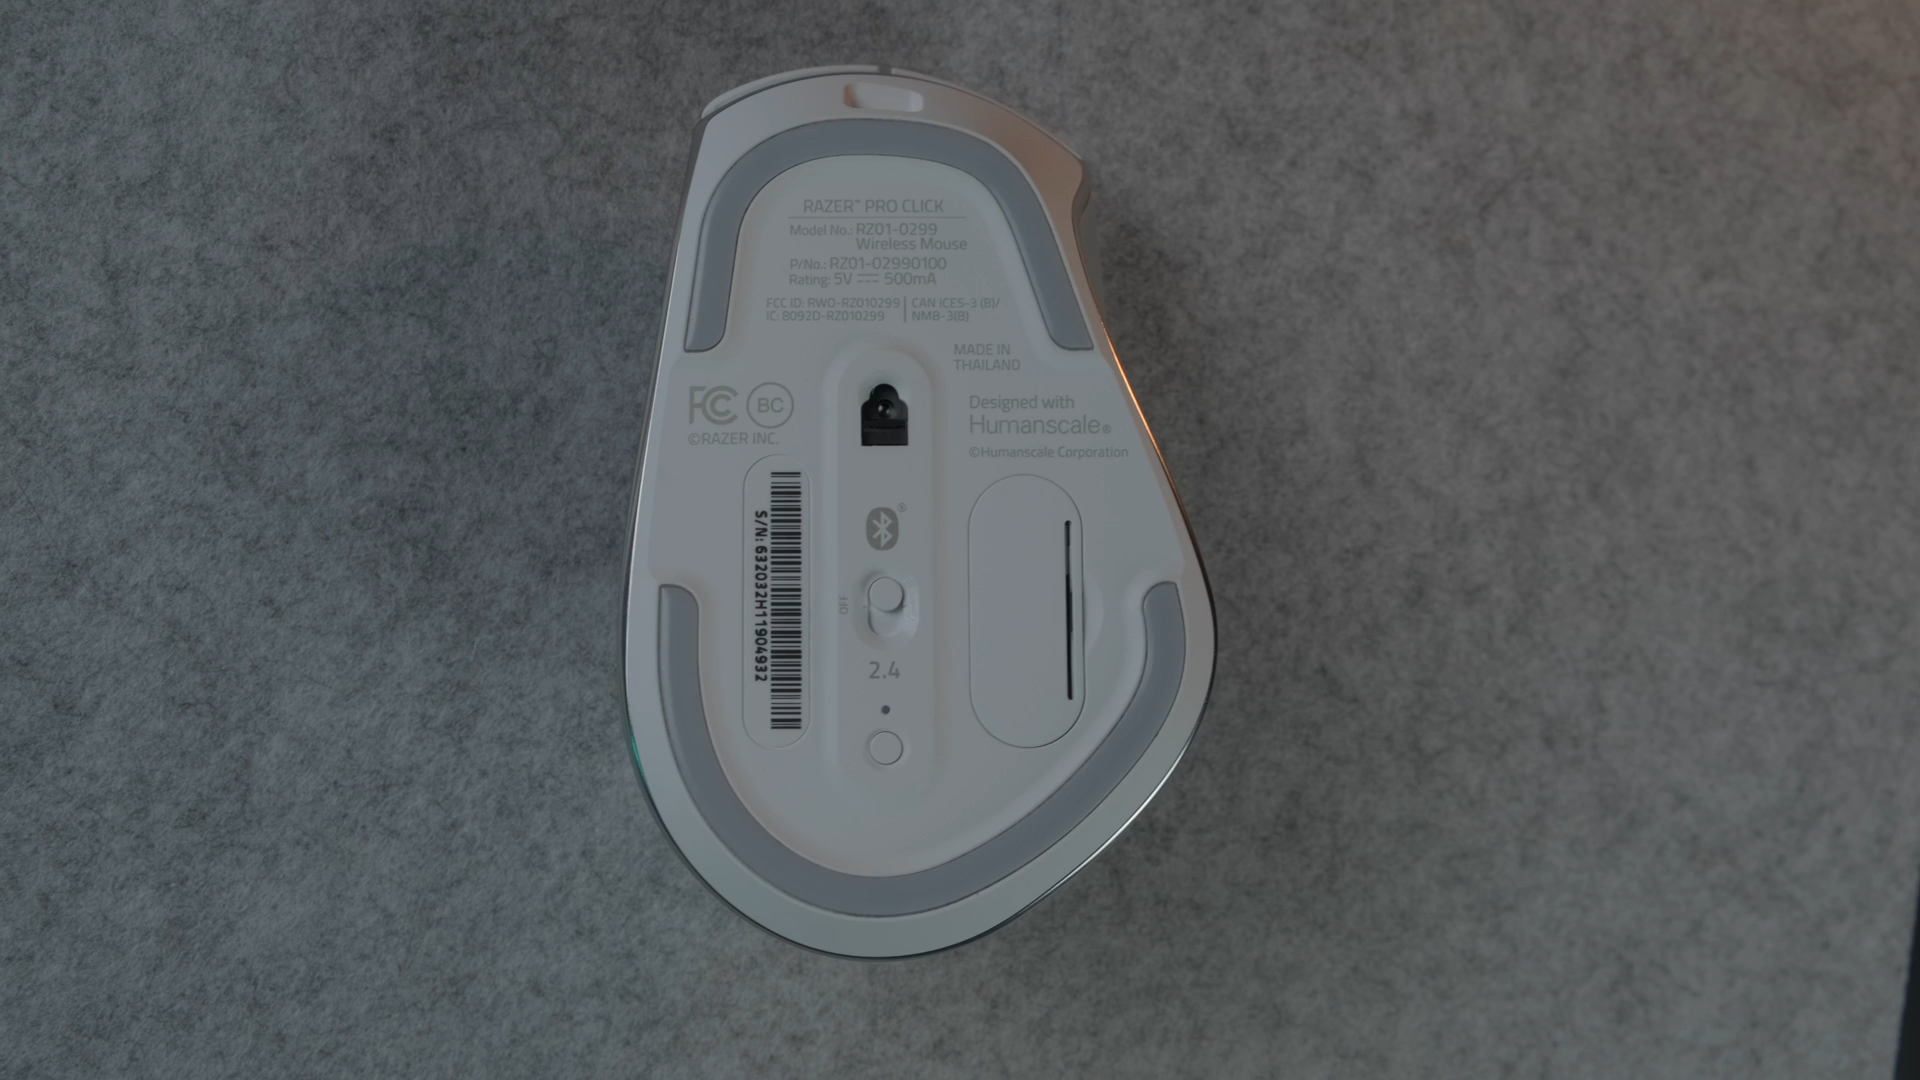 RAZER™ PRO CLICK
Model No.: RZ01-0299
Wireless Mouse
P/No.: RZ01-02990100
Rating: 5V ⎓ 500mA
FCC ID: RWO-RZ010299
IC: 8092D-RZ010299
CAN ICES-3 (B)/
NMB-3(B)
MADE IN
THAILAND
FC
BC
©RAZER INC.
Designed with
Humanscale®
©Humanscale Corporation
S/N: 632032H11904932
®
OFF
2.4